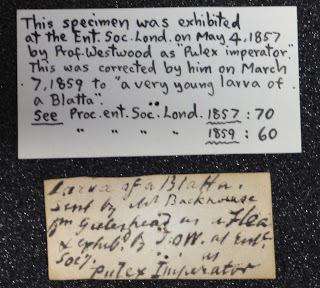 This specimen was exhibited
at the Ent. Soc. Lond. on May 4, 1857
by Prof. Westwood as "Pulex imperator".
This was corrected by him on March
7, 1859 to "a very young larva of
a Blatta".
See Proc. ent. Soc. Lond. 1857 : 70
" " " " 1859 : 60
Larva of a Blatta.
sent by Mr Backhouse
fm Gateshead as a Flea
& exhibd. by J.O.W. at Ent.
Socy. as
Pulex Imperator